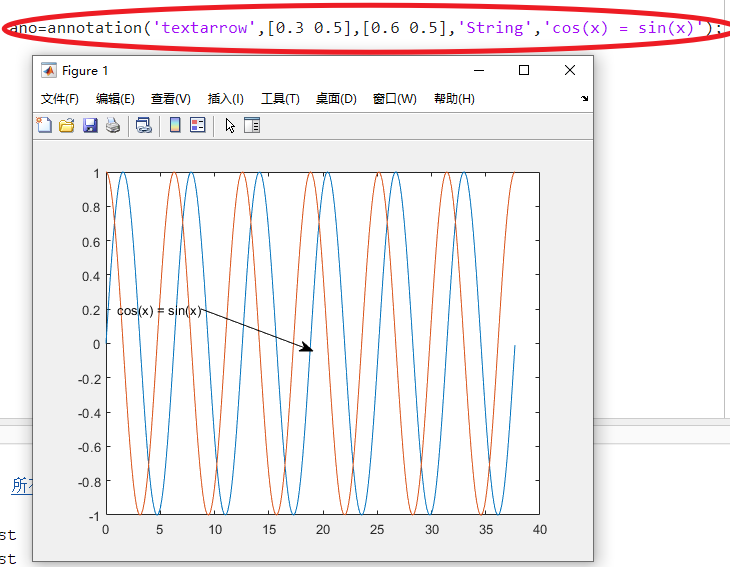 ano=annotation('textarrow',[0.3 0.5],[0.6 0.5],'String','cos(x) = sin(x)');
Figure 1
文件(F) 编辑(E) 查看(V) 插入(I) 工具(T) 桌面(D) 窗口(W) 帮助(H)
1
0.8
0.6
0.4
0.2
cos(x) = sin(x)
0
-0.2
-0.4
-0.6
-0.8
-1
0 5 10 15 20 25 30 35 40
所
st
st